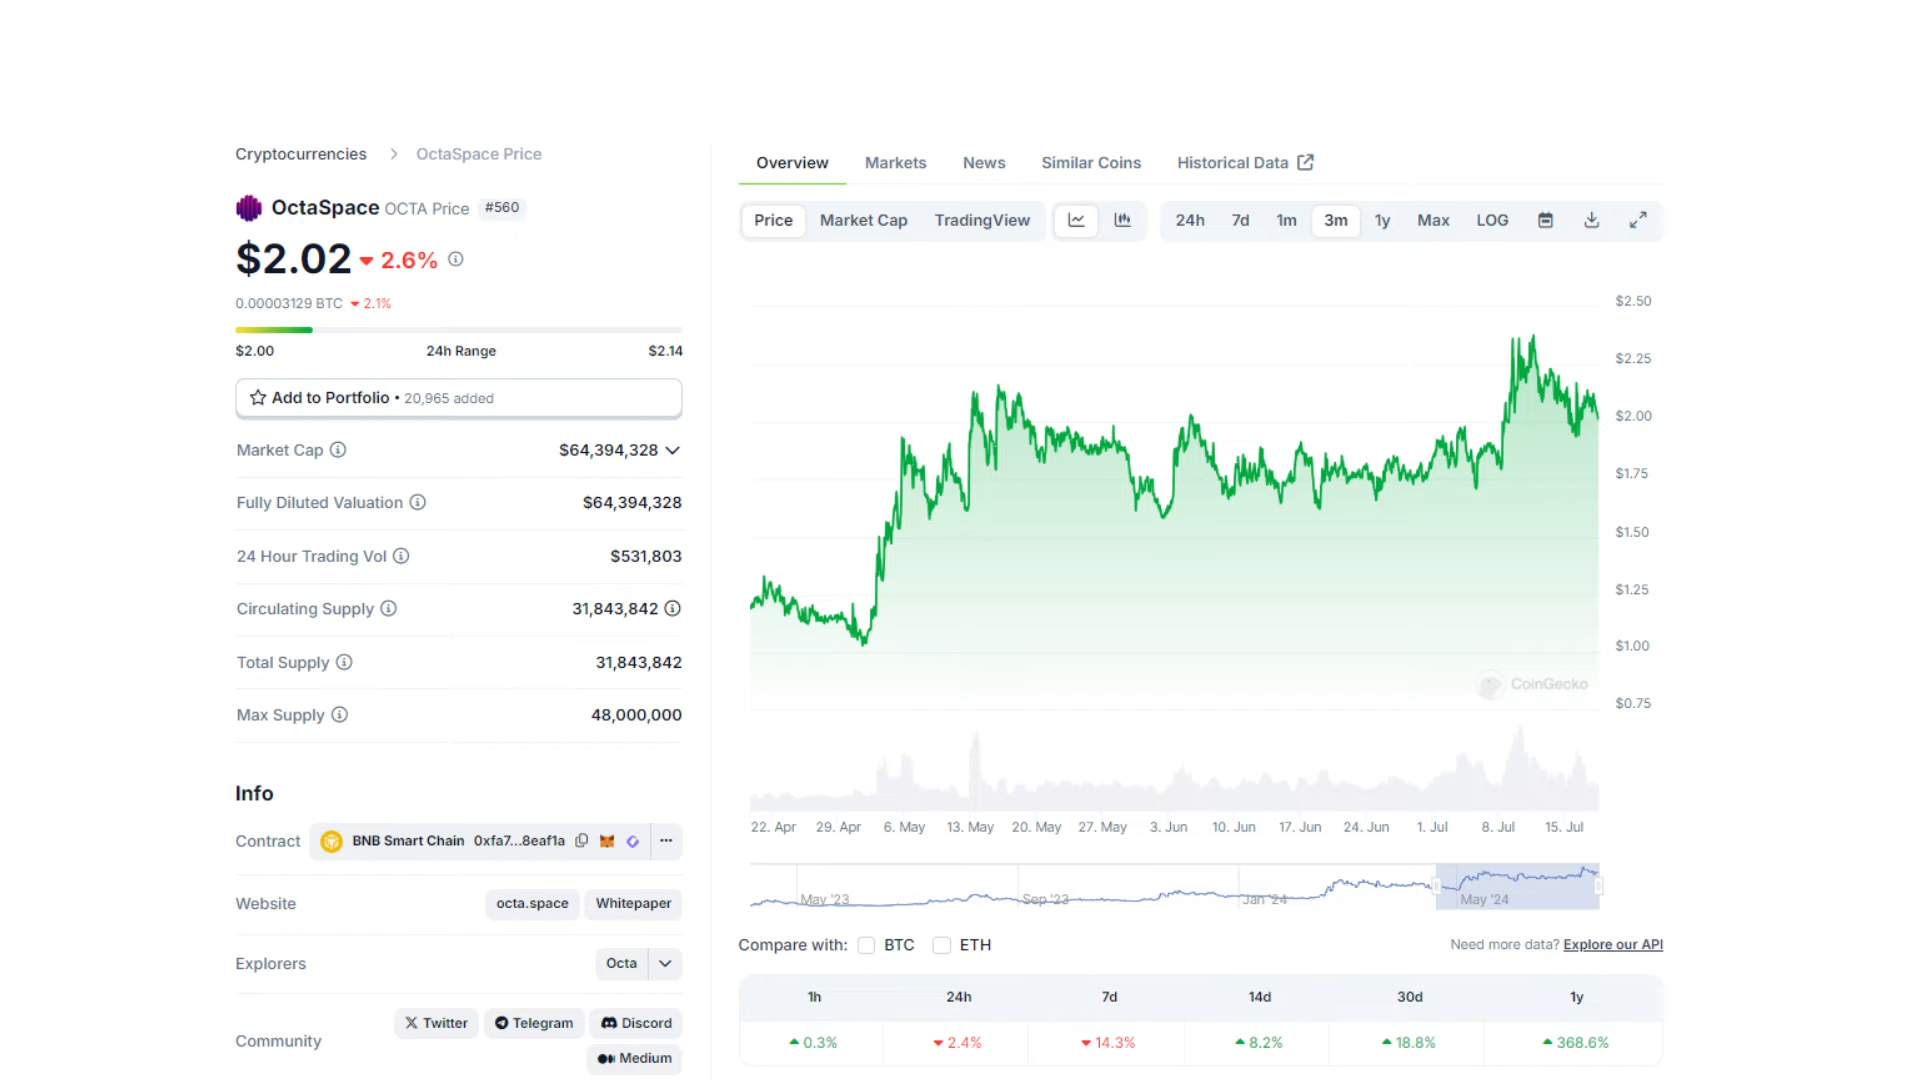 Cryptocurrencies > OctaSpace Price
OctaSpace OCTA Price #560
$2.02 2.6%
0.00003129 BTC 2.1%
$2.00 24h Range $2.14
Add to Portfolio • 20,965 added
Market Cap $64,394,328
Fully Diluted Valuation $64,394,328
24 Hour Trading Vol $531,803
Circulating Supply 31,843,842
Total Supply 31,843,842
Max Supply 48,000,000
Info
Contract BNB Smart Chain 0xfa7...8eaf1a
Website octa.space Whitepaper
Explorers Octa
Community Twitter Telegram Discord
Medium
Overview Markets News Similar Coins Historical Data
Price Market Cap TradingView 24h 7d 1m 3m 1y Max LOG
$2.50
$2.25
$2.00
$1.75
$1.50
$1.25
$1.00
$0.75
CoinGecko
22. Apr 29. Apr 6. May 13. May 20. May 27. May 3. Jun 10. Jun 17. Jun 24. Jun 1. Jul 8. Jul 15. Jul
May '23 Sep '23 Jan '24 May '24
Compare with: BTC ETH Need more data? Explore our API
1h 24h 7d 14d 30d 1y
0.3% 2.4% 14.3% 8.2% 18.8% 368.6%